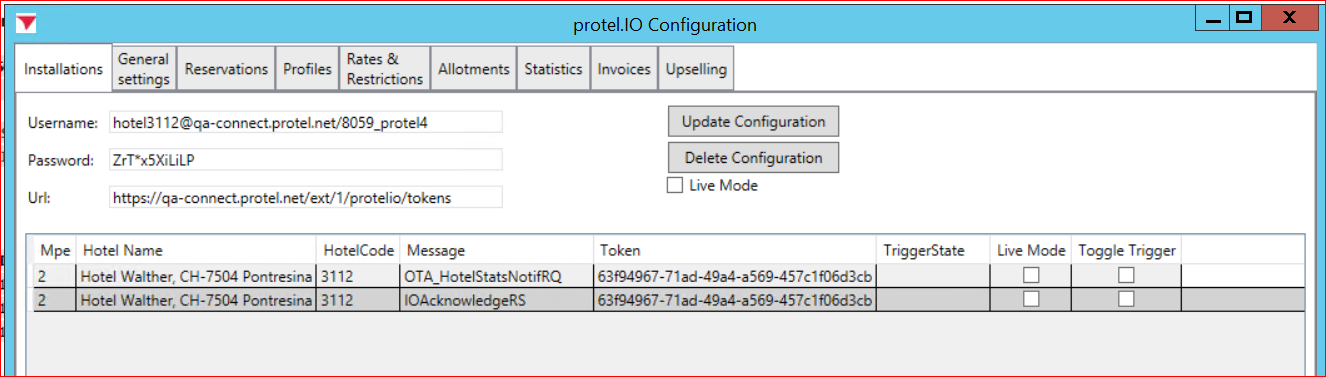 protel.IO Configuration
Installations
General
settings
Reservations
Profiles
Rates &
Restrictions
Allotments
Statistics
Invoices
Upselling
Username: hotel3112@qa-connect.protel.net/8059_protel4
Update Configuration
Password: ZrT*x5XiLiLP
Delete Configuration
Live Mode
Url: https://qa-connect.protel.net/ext/1/protelio/tokens
Mpe Hotel Name HotelCode Message Token TriggerState Live Mode Toggle Trigger
2 Hotel Walther, CH-7504 Pontresina 3112 OTA_HotelStatsNotifRQ 63f94967-71ad-49a4-a569-457c1f06d3cb
2 Hotel Walther, CH-7504 Pontresina 3112 IOAcknowledgeRS 63f94967-71ad-49a4-a569-457c1f06d3cb